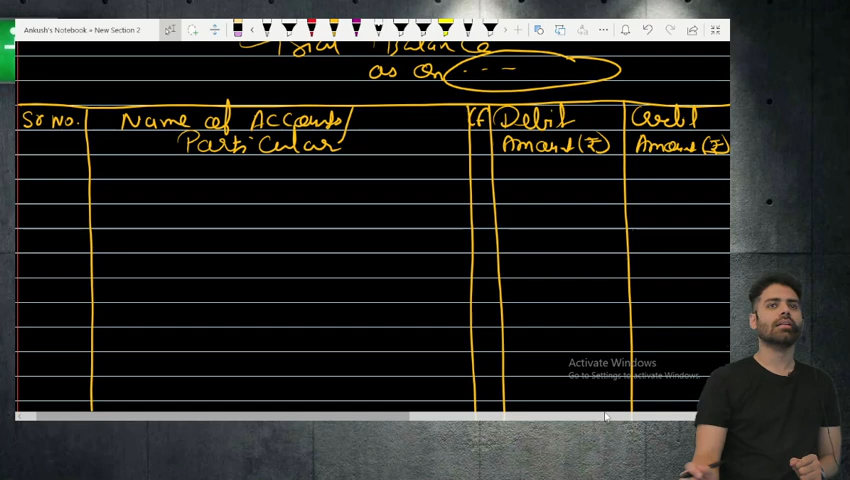 Ankush's Notebook » New Section 2
Trial Balance
as on - - -
Sr No.
Name of Accounts/
Particular
Lf
Debit
Amount (₹)
Credit
Amount (₹)
Activate Windows
Go to Settings to activate Windows.